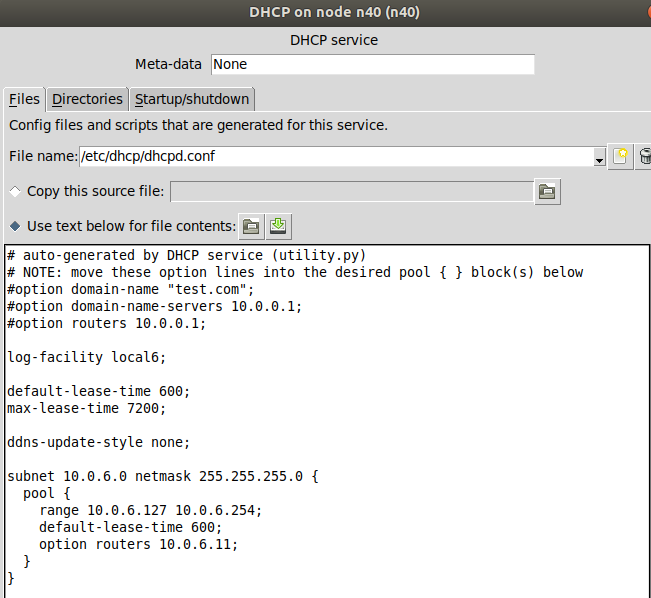 DHCP on node n40 (n40)
DHCP service
Meta-data None
Files Directories Startup/shutdown
Config files and scripts that are generated for this service.
File name: /etc/dhcp/dhcpd.conf
Copy this source file:
Use text below for file contents:
# auto-generated by DHCP service (utility.py)
# NOTE: move these option lines into the desired pool { } block(s) below
#option domain-name "test.com";
#option domain-name-servers 10.0.0.1;
#option routers 10.0.0.1;

log-facility local6;

default-lease-time 600;
max-lease-time 7200;

ddns-update-style none;

subnet 10.0.6.0 netmask 255.255.255.0 {
  pool {
    range 10.0.6.127 10.0.6.254;
    default-lease-time 600;
    option routers 10.0.6.11;
  }
}